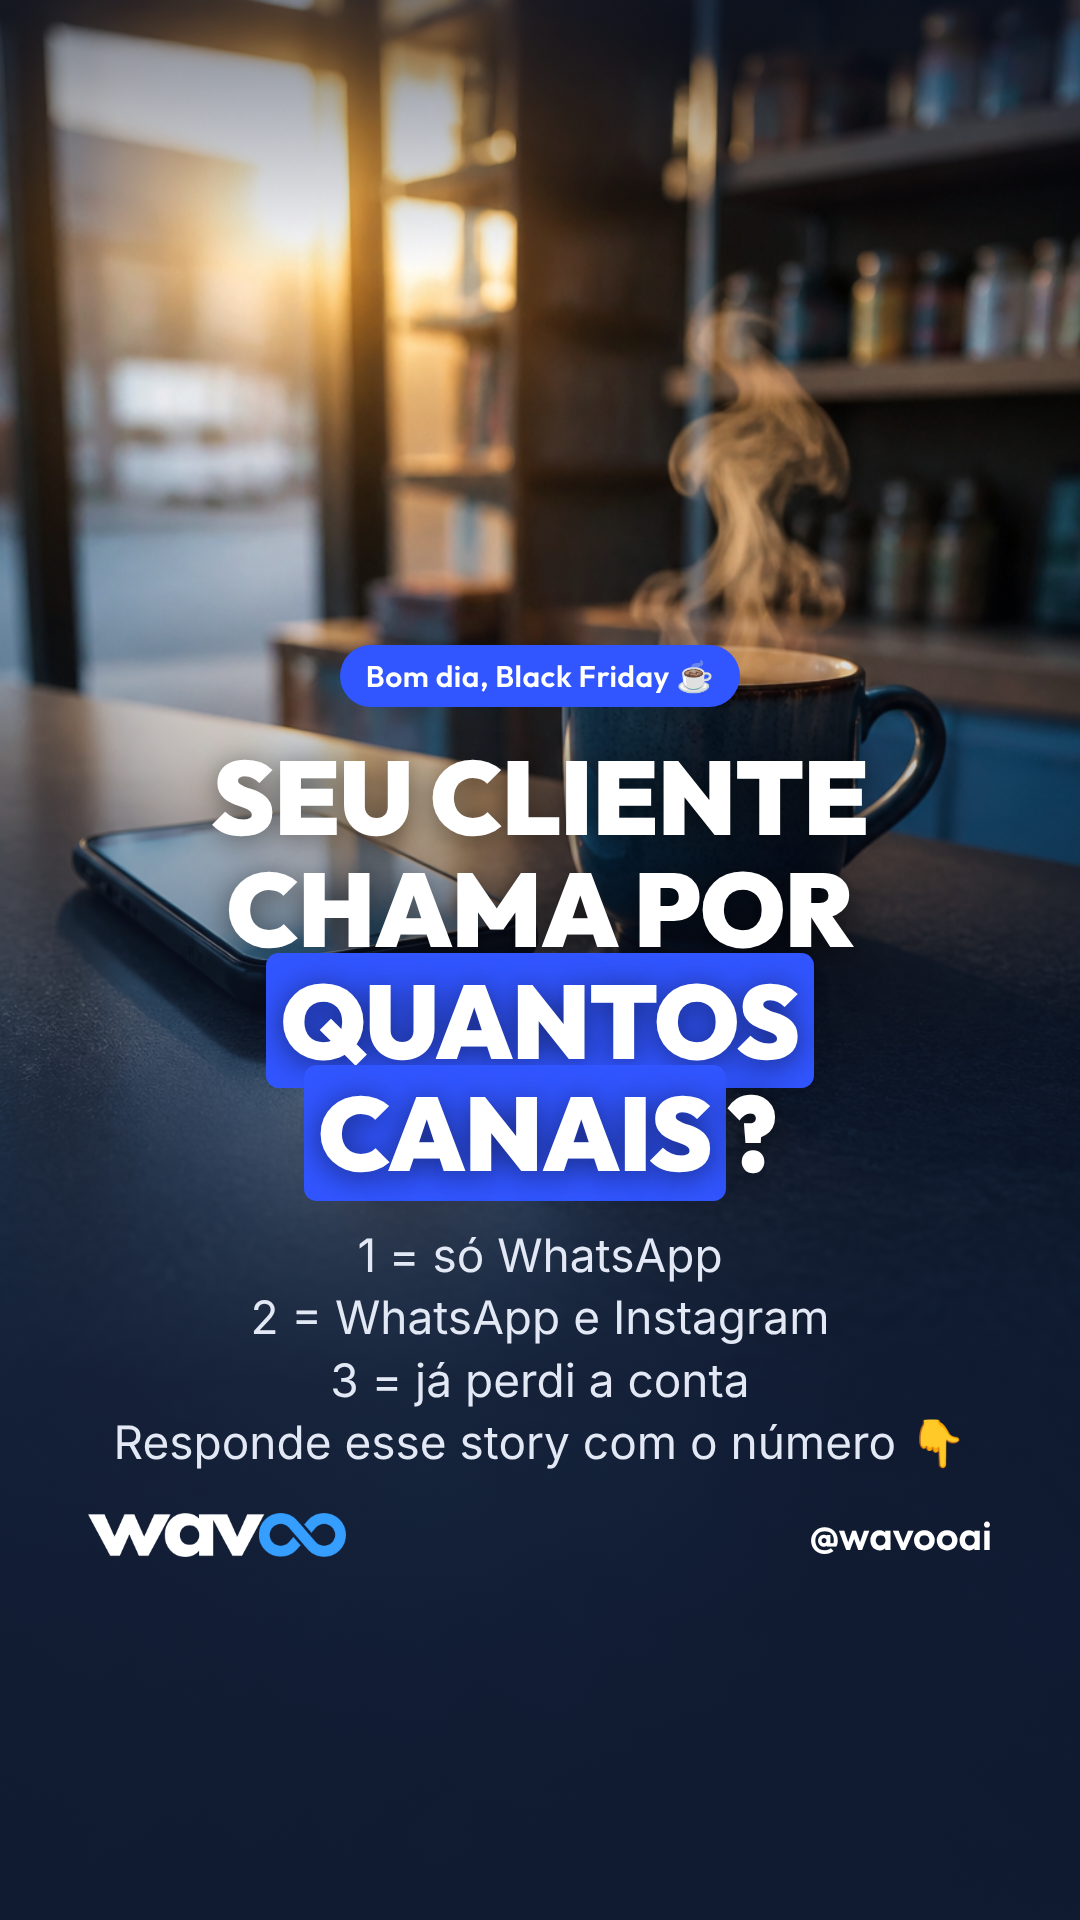 Bom dia, Black Friday ☕
SEU CLIENTE
CHAMA POR
QUANTOS
CANAIS?
1 = só WhatsApp
2 = WhatsApp e Instagram
3 = já perdi a conta
Responde esse story com o número 👇
wavoo
@wavooai